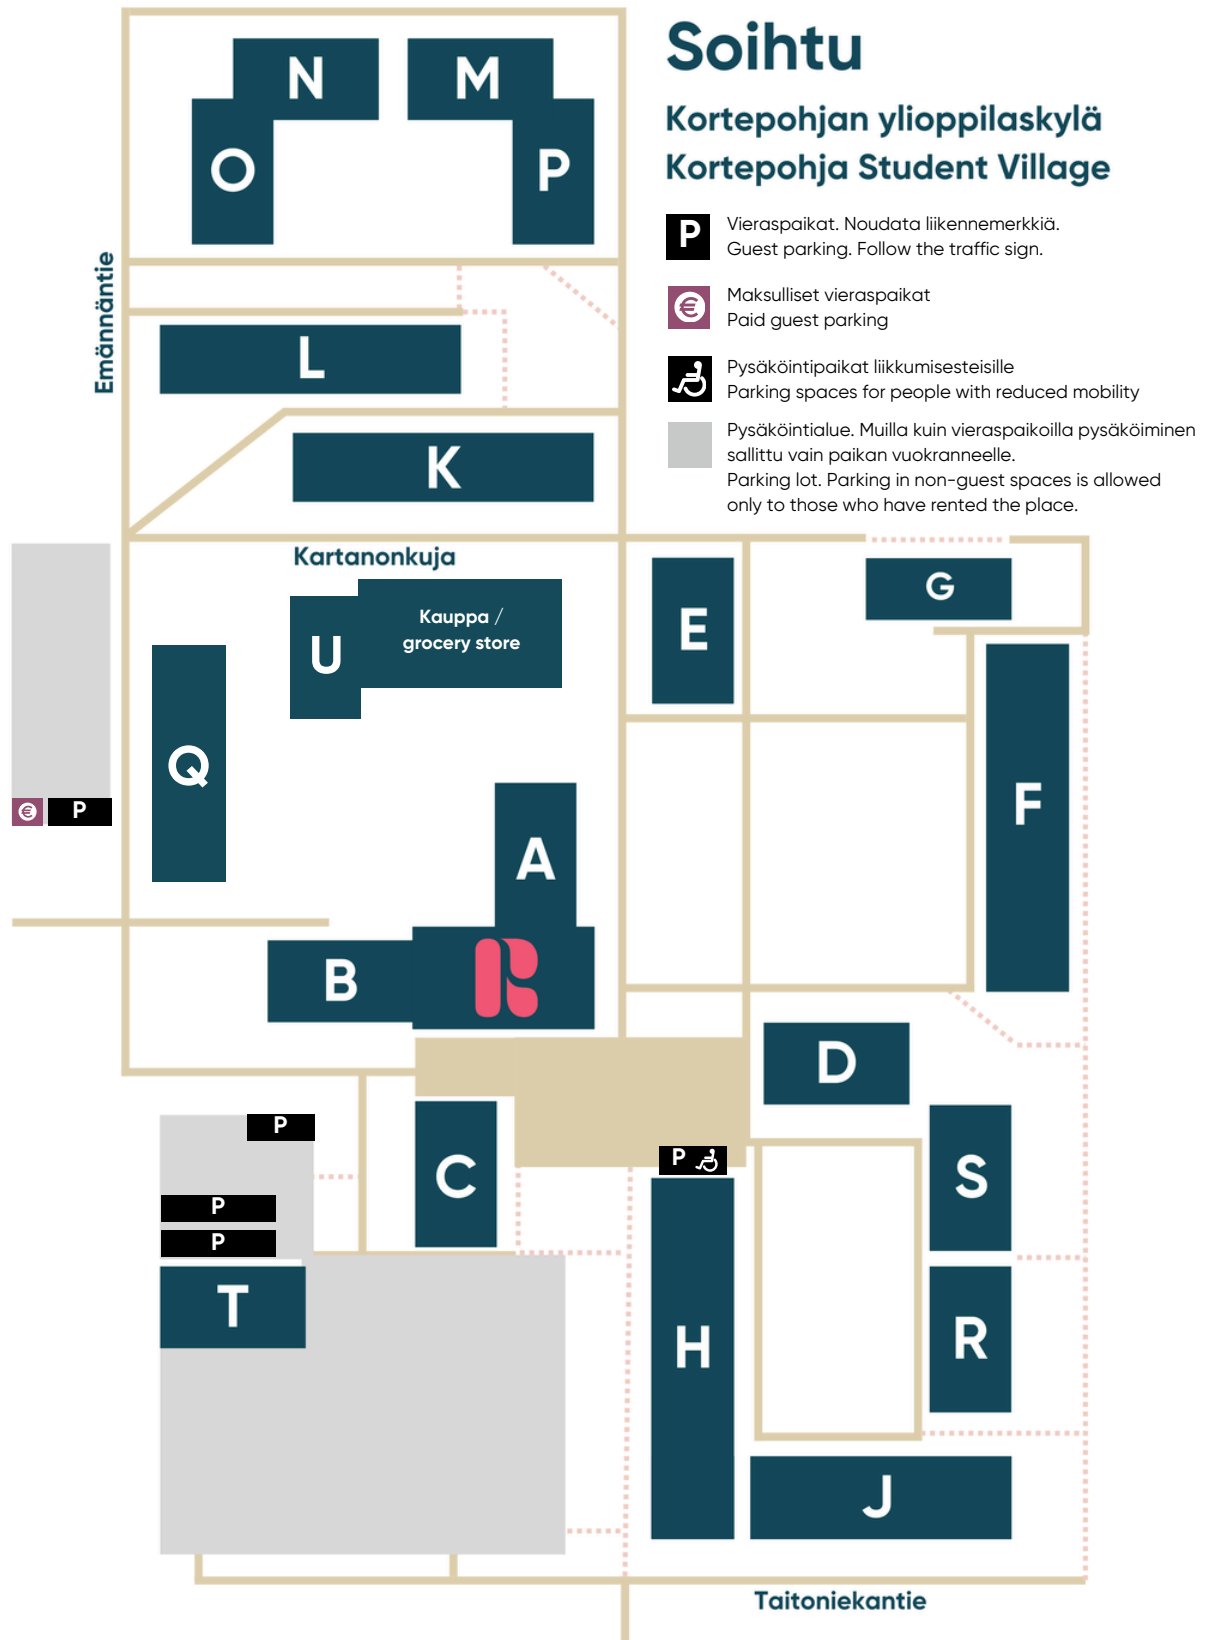 Soihtu
Kortepohjan ylioppilaskylä
Kortepohja Student Village
P
Vieraspaikat. Noudata liikennemerkkiä.
Guest parking. Follow the traffic sign.
€
Maksulliset vieraspaikat
Paid guest parking
Pysäköintipaikat liikkumisesteisille
Parking spaces for people with reduced mobility
Pysäköintialue. Muilla kuin vieraspaikoilla pysäköiminen
sallittu vain paikan vuokranneelle.
Parking lot. Parking in non-guest spaces is allowed
only to those who have rented the place.
N
M
O
P
Emännäntie
L
K
Kartanonkuja
E
G
U
Kauppa /
grocery store
Q
F
€
P
A
B
R
D
P
C
P
S
P
P
T
H
R
J
Taitoniekantie